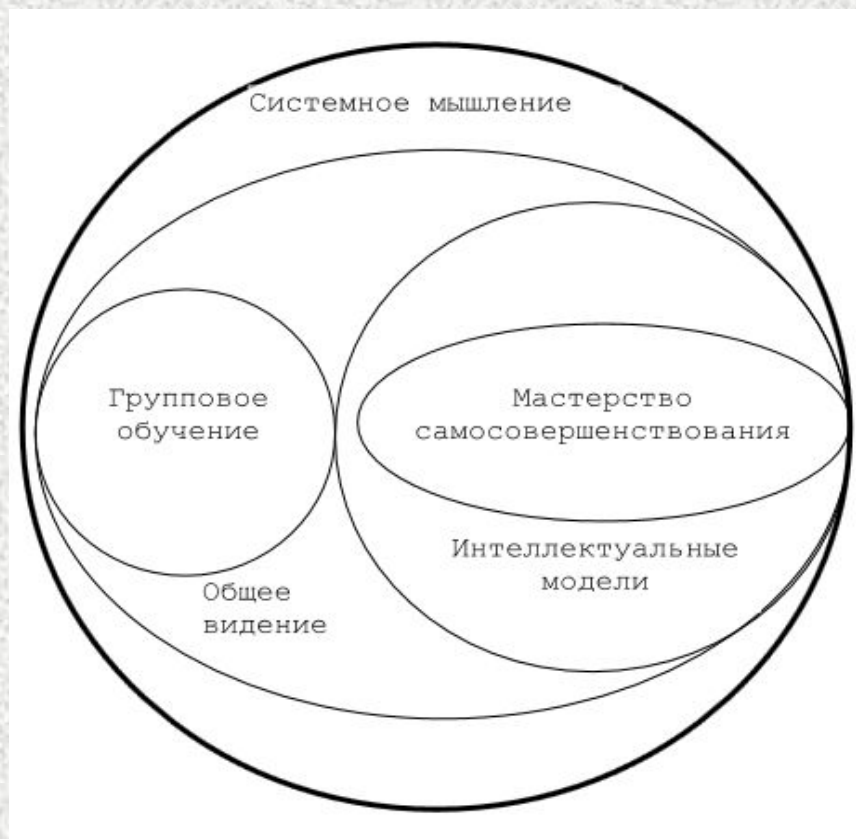 Системное мышление
Групповое
обучение
Мастерство
самосовершенствования
Интеллектуальные
модели
Общее
видение